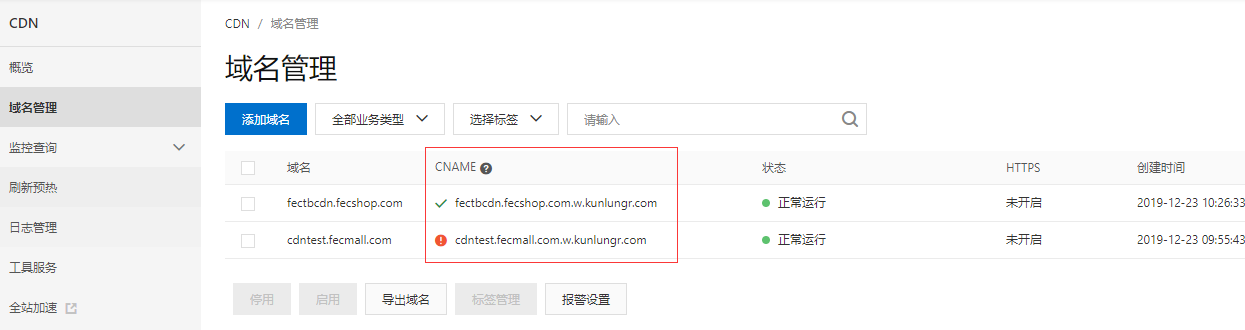 CDN
CDN / 域名管理
概览
域名管理
域名管理
监控查询
刷新预热
日志管理
工具服务
全站加速
添加域名 全部业务类型 选择标签 请输入
域名 CNAME ? 状态 HTTPS 创建时间
fectbcdn.fecshop.com fectbcdn.fecshop.com.w.kunlungr.com 正常运行 未开启 2019-12-23 10:26:33
cdntest.fecmall.com cdntest.fecmall.com.w.kunlungr.com 正常运行 未开启 2019-12-23 09:55:43
停用 启用 导出域名 标签管理 报警设置